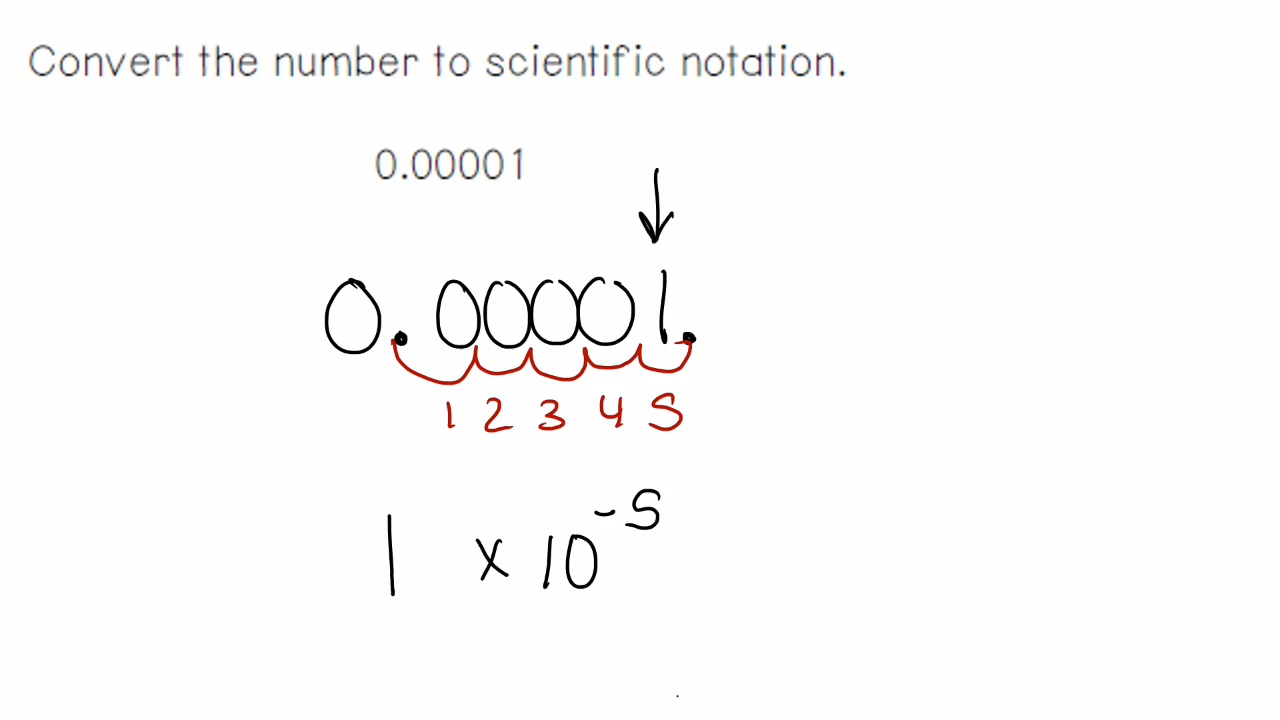 Convert the number to scientific notation.
0.00001
0.00001.
1 2 3 4 5
1 x 10^-5